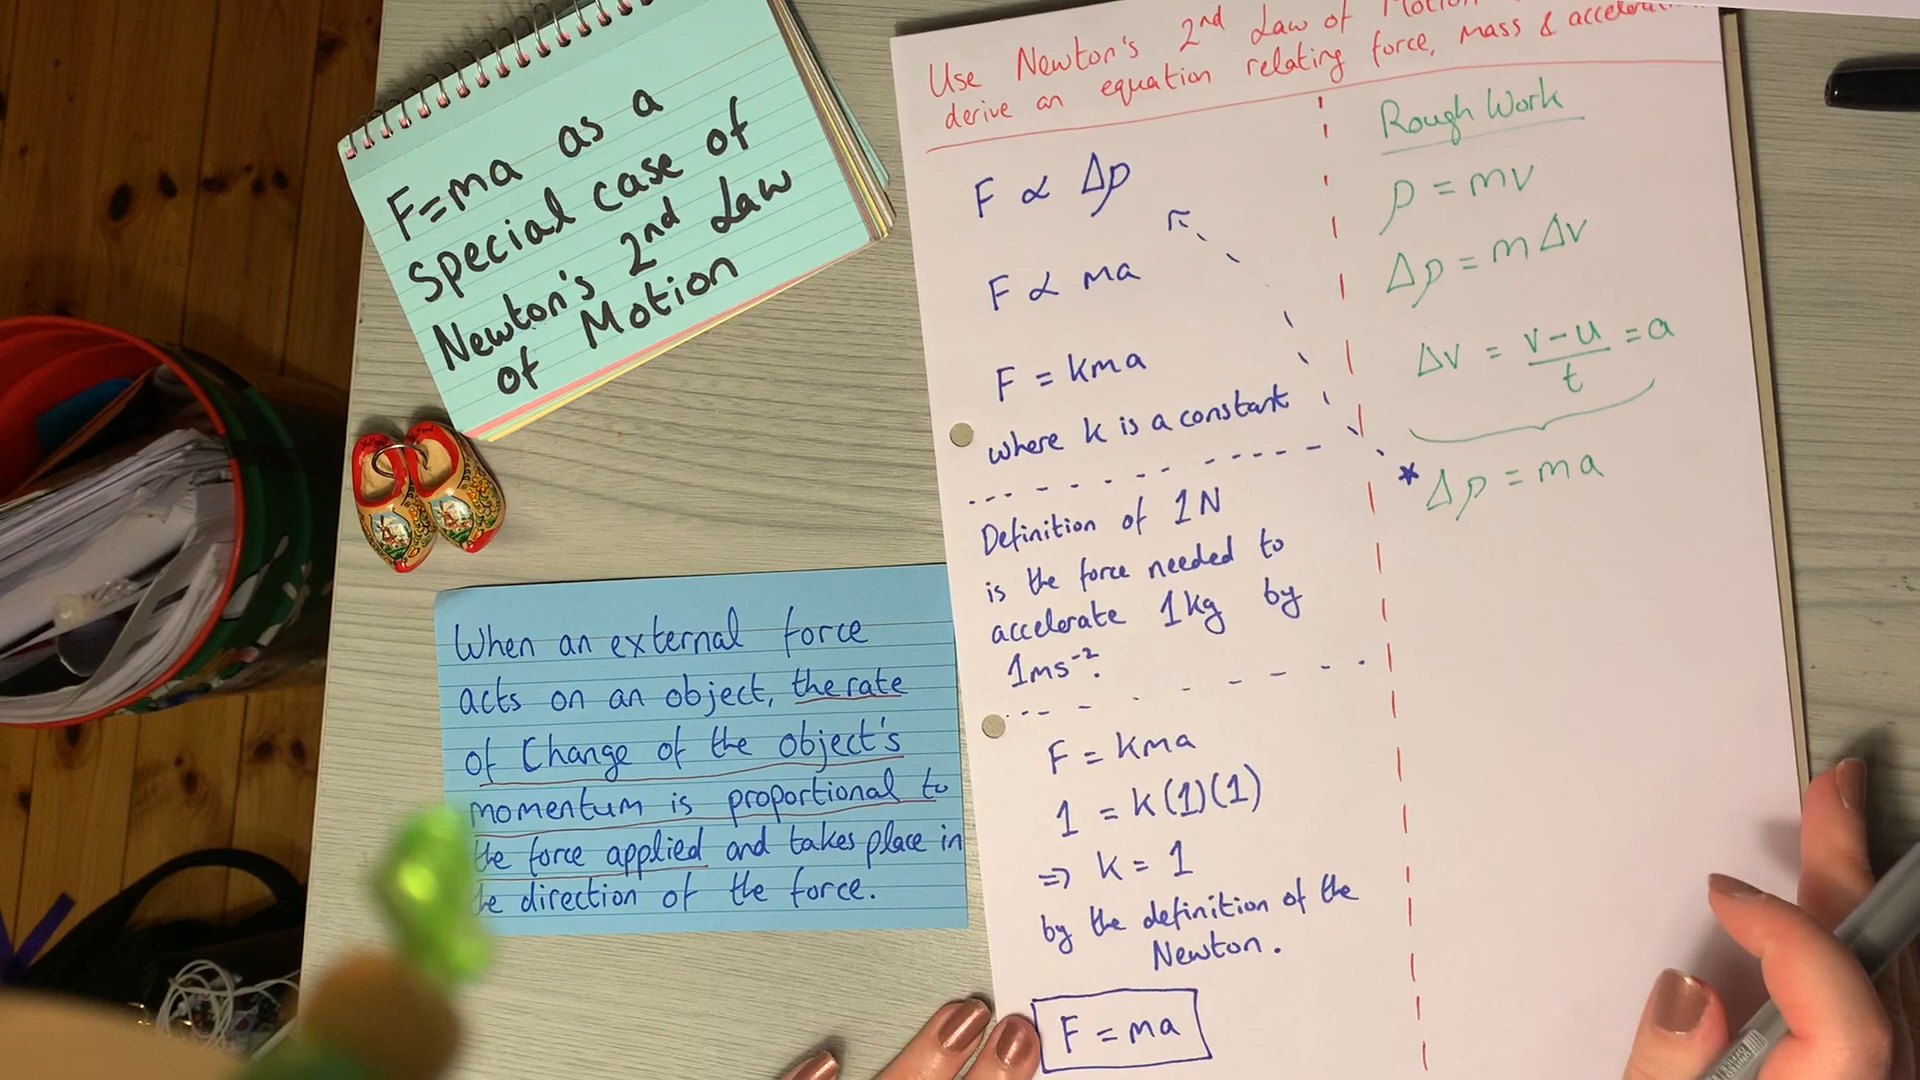 F=ma as a
special case of
Newton's 2nd Law
of Motion
When an external force
acts on an object, the rate
of Change of the object's
momentum is proportional to
the force applied and takes place in
the direction of the force.
Use Newton's 2nd Law of Motion
derive an equation relating force, mass & acceleration
F ∝ Δp
F ∝ ma
F = kma
where k is a constant
Definition of 1N
is the force needed to
accelerate 1kg by
1ms⁻².
F = kma
1 = k(1)(1)
⇒ k = 1
by the definition of the
Newton.
F = ma
Rough Work
p = mv
Δp = mΔv
Δv = (v-u)/t = a
* Δp = ma